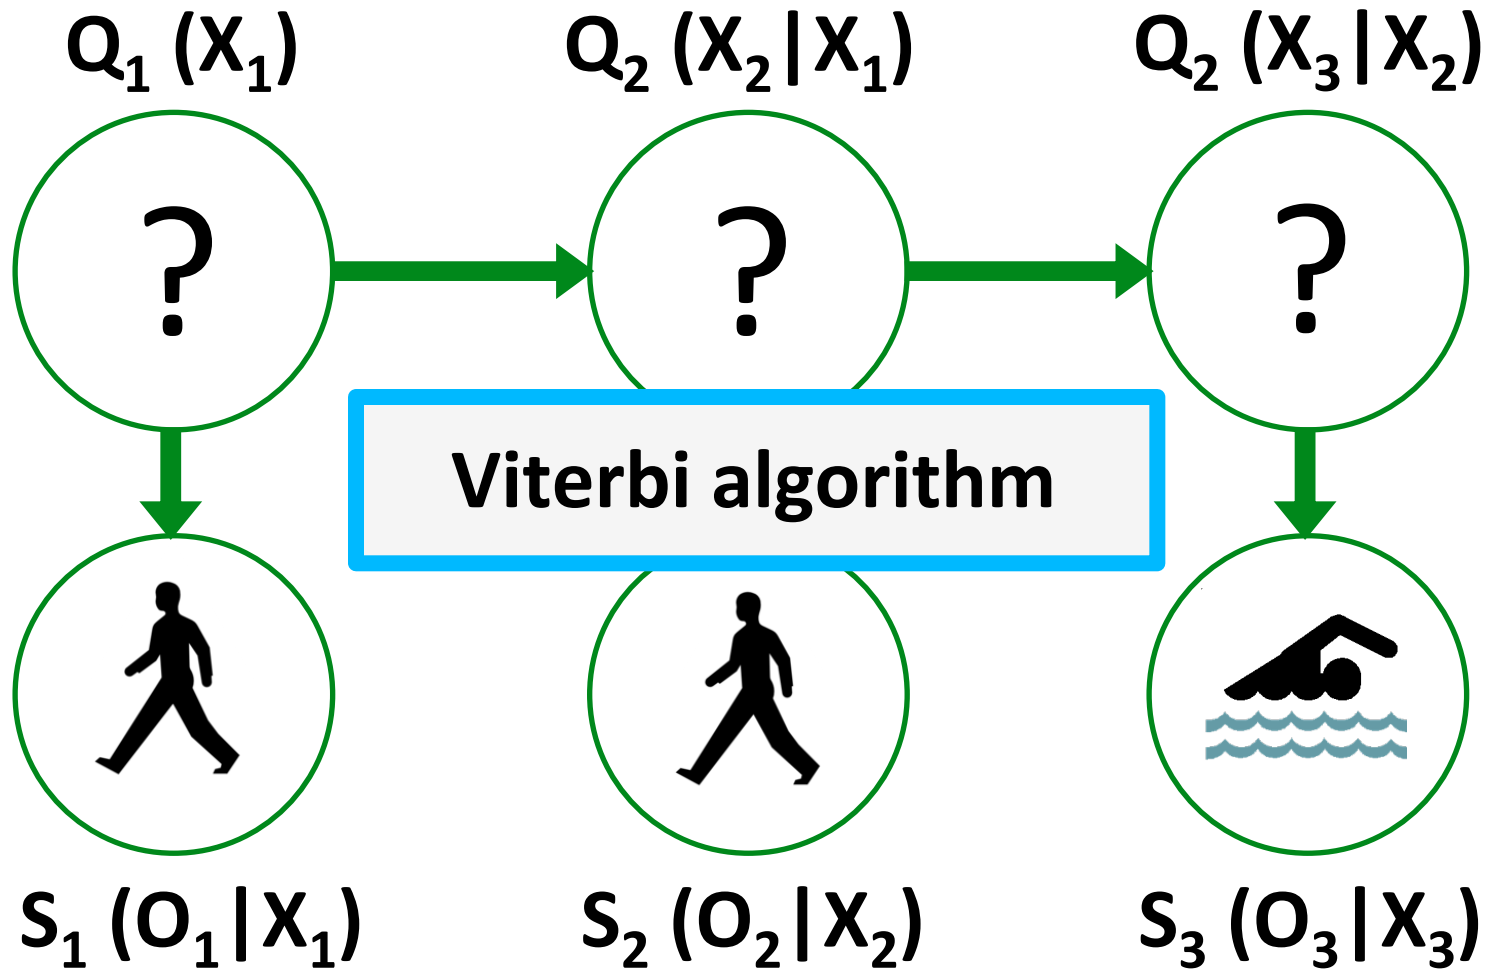 Q₁ (X₁) Q₂ (X₂|X₁) Q₂ (X₃|X₂)
? ? ?
Viterbi algorithm
S₁ (O₁|X₁) S₂ (O₂|X₂) S₃ (O₃|X₃)